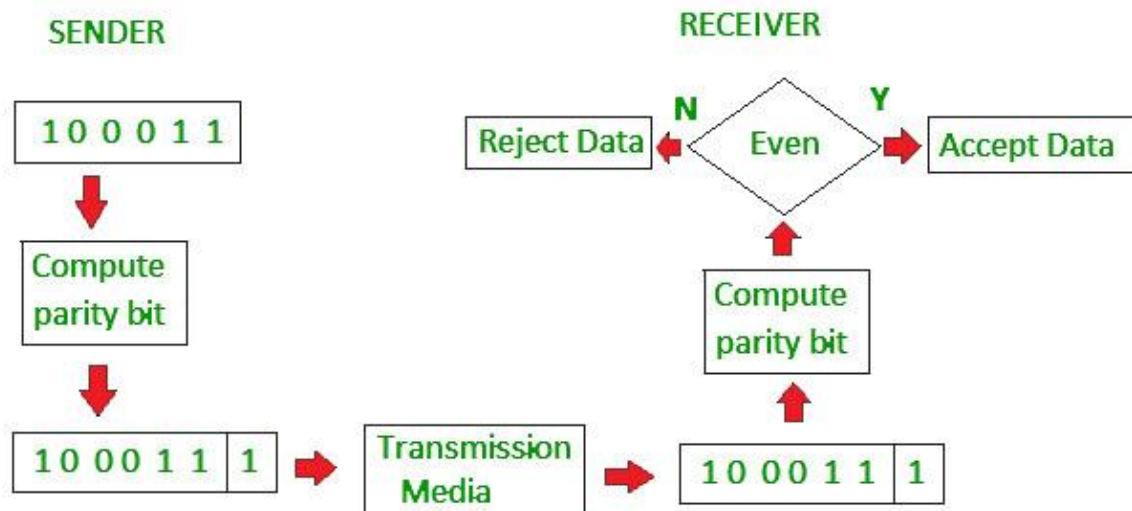 SENDER
1 0 0 0 1 1
Compute
parity bit
1 0 0 0 1 1 1
Transmission
Media
RECEIVER
1 0 0 0 1 1 1
Compute
parity bit
Even
N
Reject Data
Y
Accept Data